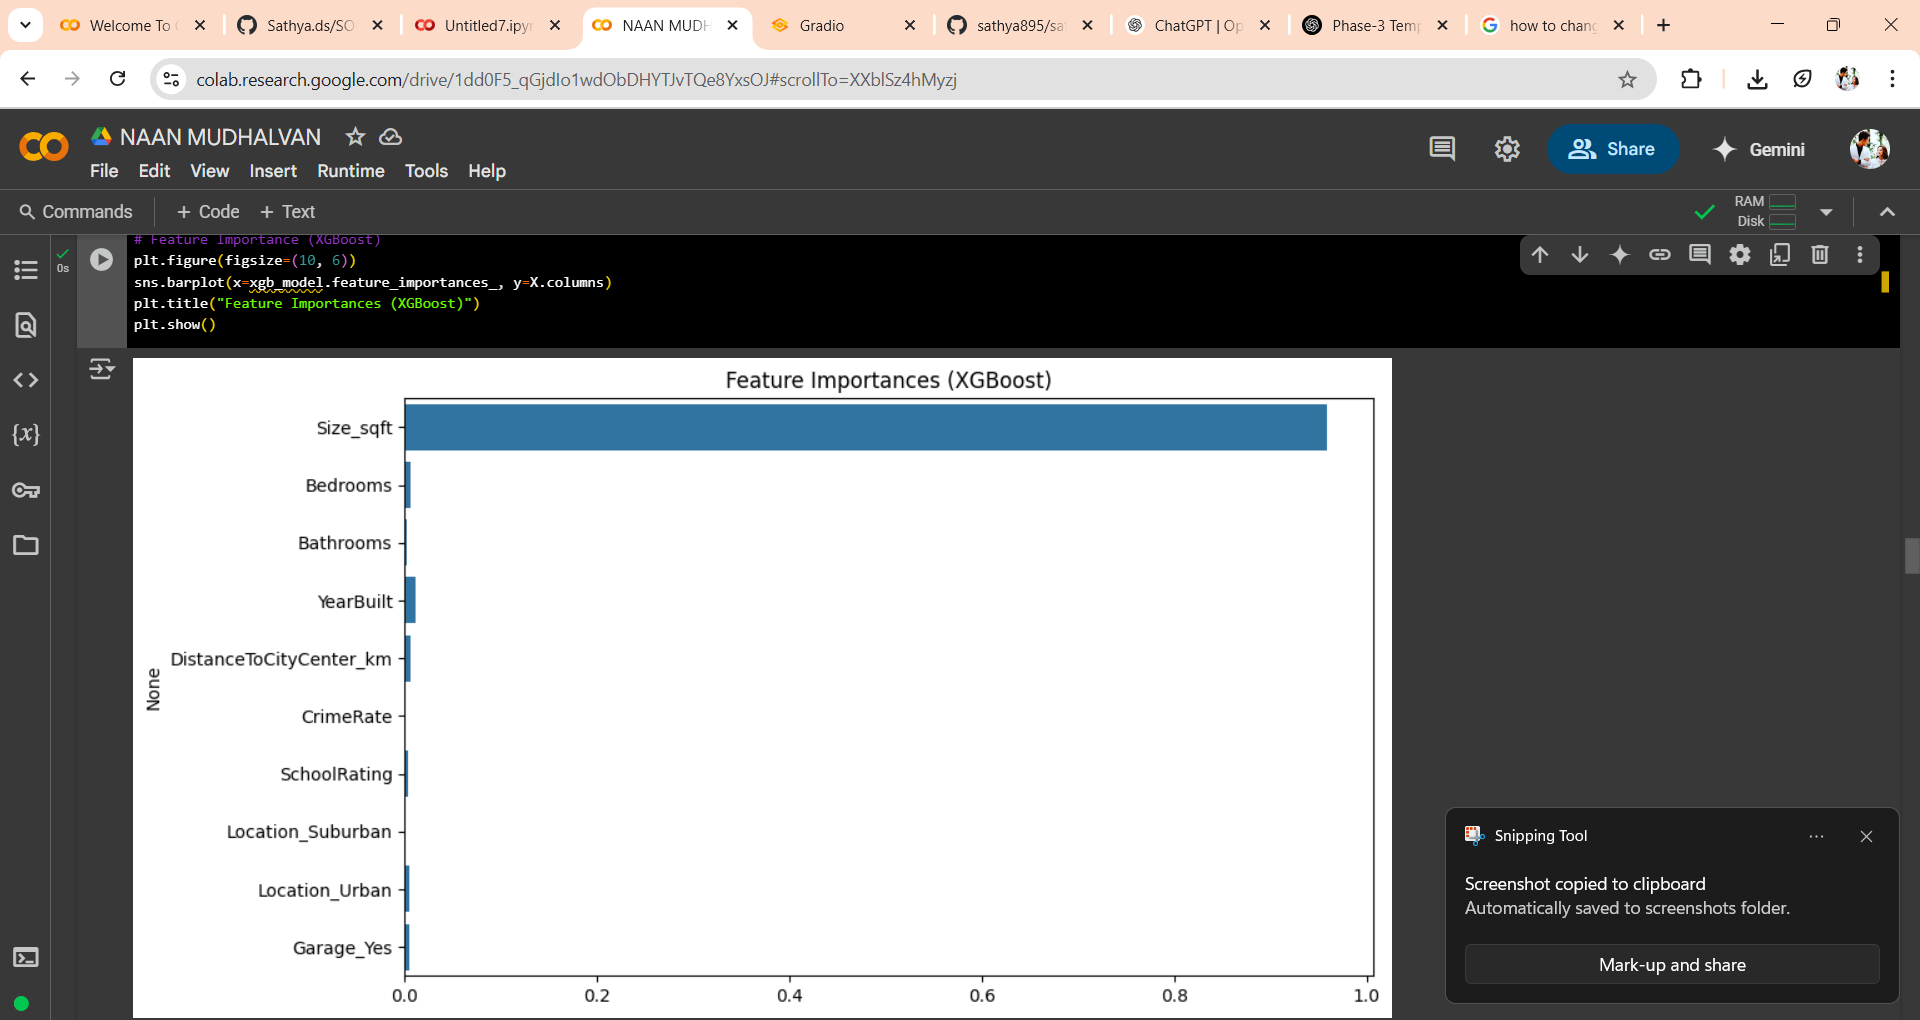 Welcome To
Sathya.ds/SO
Untitled7.ipy
NAAN MUDH
Gradio
sathya895/sa
ChatGPT | Op
Phase-3 Temp
how to chang
colab.research.google.com/drive/1dd0F5_qGjdIo1wdObDHYTJvTQe8YxsOJ#scrollTo=XXblSz4hMyzj
CO NAAN MUDHALVAN
Share
Gemini
File Edit View Insert Runtime Tools Help
Commands + Code + Text
RAM
Disk
0s
# Feature Importance (XGBoost)
plt.figure(figsize=(10, 6))
sns.barplot(x=xgb_model.feature_importances_, y=X.columns)
plt.title("Feature Importances (XGBoost)")
plt.show()
{x}
Feature Importances (XGBoost)
Size_sqft
Bedrooms
Bathrooms
YearBuilt
DistanceToCityCenter_km
None
CrimeRate
SchoolRating
Location_Suburban
Location_Urban
Garage_Yes
0.0 0.2 0.4 0.6 0.8 1.0
Snipping Tool
Screenshot copied to clipboard
Automatically saved to screenshots folder.
Mark-up and share